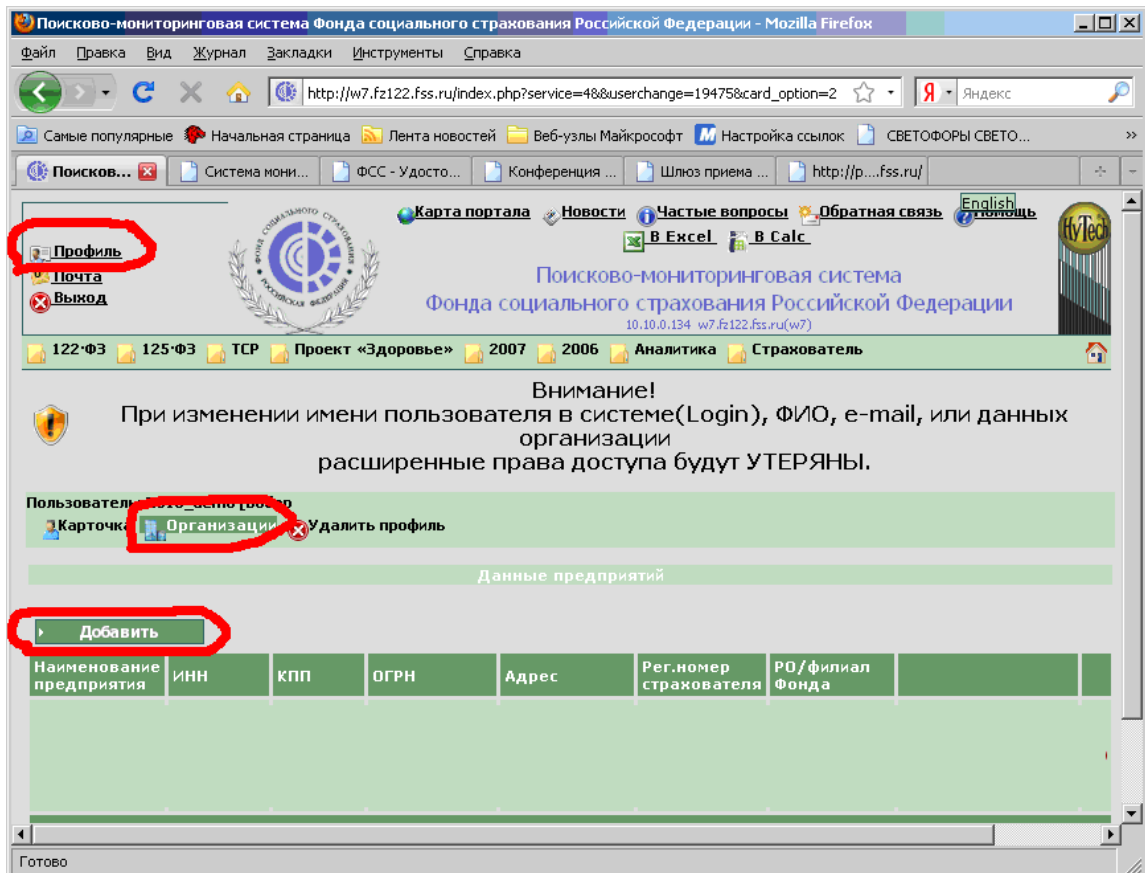 Поисково-мониторинговая система Фонда социального страхования Российской Федерации - Mozilla Firefox
Файл Правка Вид Журнал Закладки Инструменты Справка
http://w7.fz122.fss.ru/index.php?service=4&&userchange=19475&card_option=2 Я Яндекс
Самые популярные Начальная страница Лента новостей Веб-узлы Майкрософт Настройка ссылок СВЕТОФОРЫ СВЕТО... »
Поисков... Система мони... ФСС - Удосто... Конференция ... Шлюз приема ... http://p....fss.ru/
English
Карта портала Новости Частые вопросы Обратная связь Помощь
HyTech
В Excel В Calc
Профиль
Почта
Выход
Поисково-мониторинговая система
Фонда социального страхования Российской Федерации
10.10.0.134 w7.fz122.fss.ru(w7)
122-ФЗ 125-ФЗ ТСР Проект «Здоровье» 2007 2006 Аналитика Страхователь
Внимание!
При изменении имени пользователя в системе(Login), ФИО, e-mail, или данных
организации
расширенные права доступа будут УТЕРЯНЫ.
Пользователь
Карточка Организации Удалить профиль
Данные предприятий
Добавить
Наименование предприятия ИНН КПП ОГРН Адрес Рег.номер страхователя РО/филиал Фонда
Готово